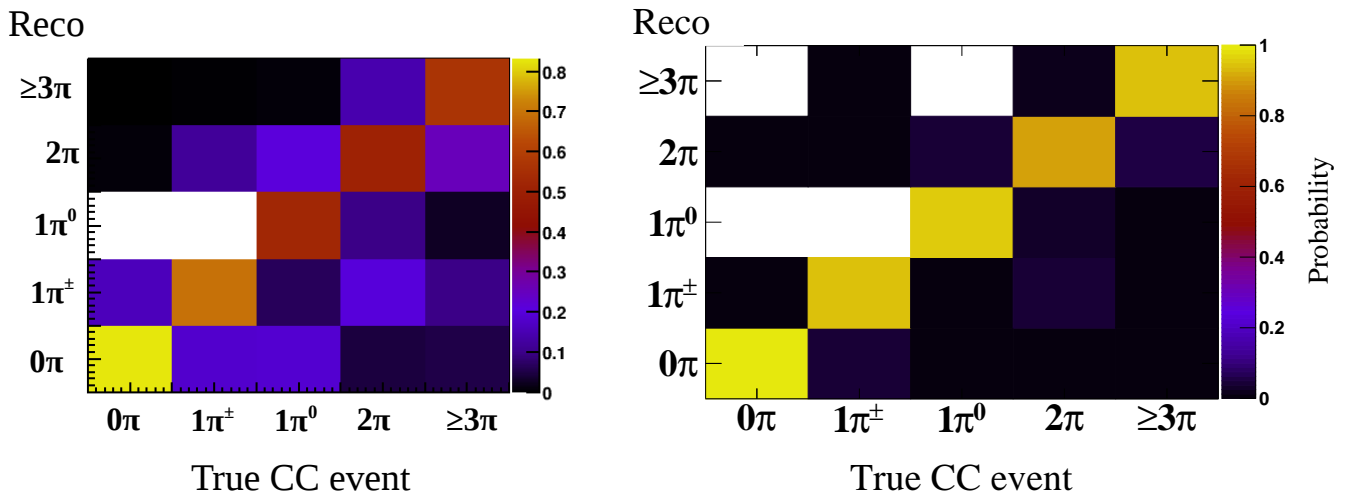 Reco
≥3π
2π
1π⁰
1π±
0π
0π 1π± 1π⁰ 2π ≥3π
True CC event
0.8
0.7
0.6
0.5
0.4
0.3
0.2
0.1
0
Reco
≥3π
2π
1π⁰
1π±
0π
0π 1π± 1π⁰ 2π ≥3π
True CC event
1
0.8
0.6
0.4
0.2
0
Probability